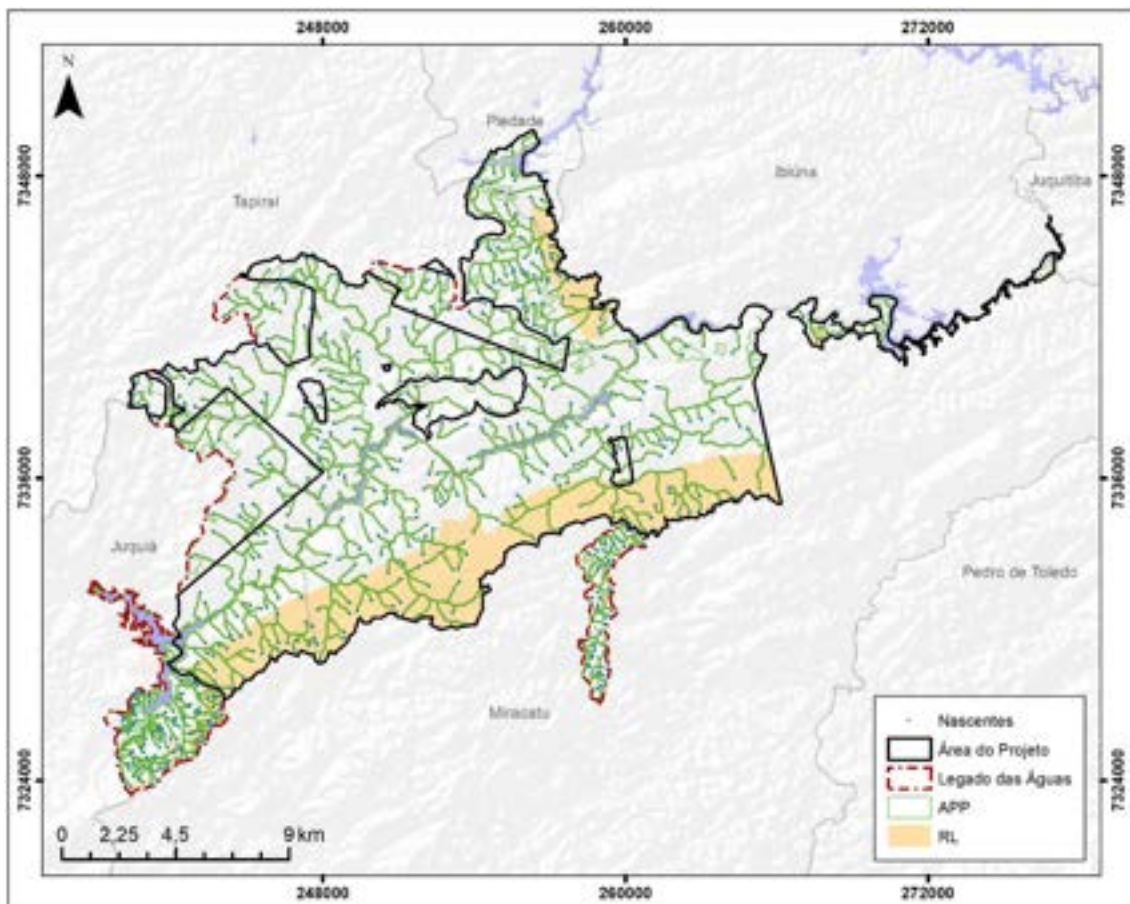 248000 260000 272000
N
Piedade
7348000
Tapiraí
Ibiúna
Juquitiba
7348000
7336000
7336000
Juquiá
Pedro de Toledo
Miracatu
7324000
7324000
Nascentes
Área do Projeto
Legado das Águas
APP
RL
0 2,25 4,5 9 km
248000 260000 272000